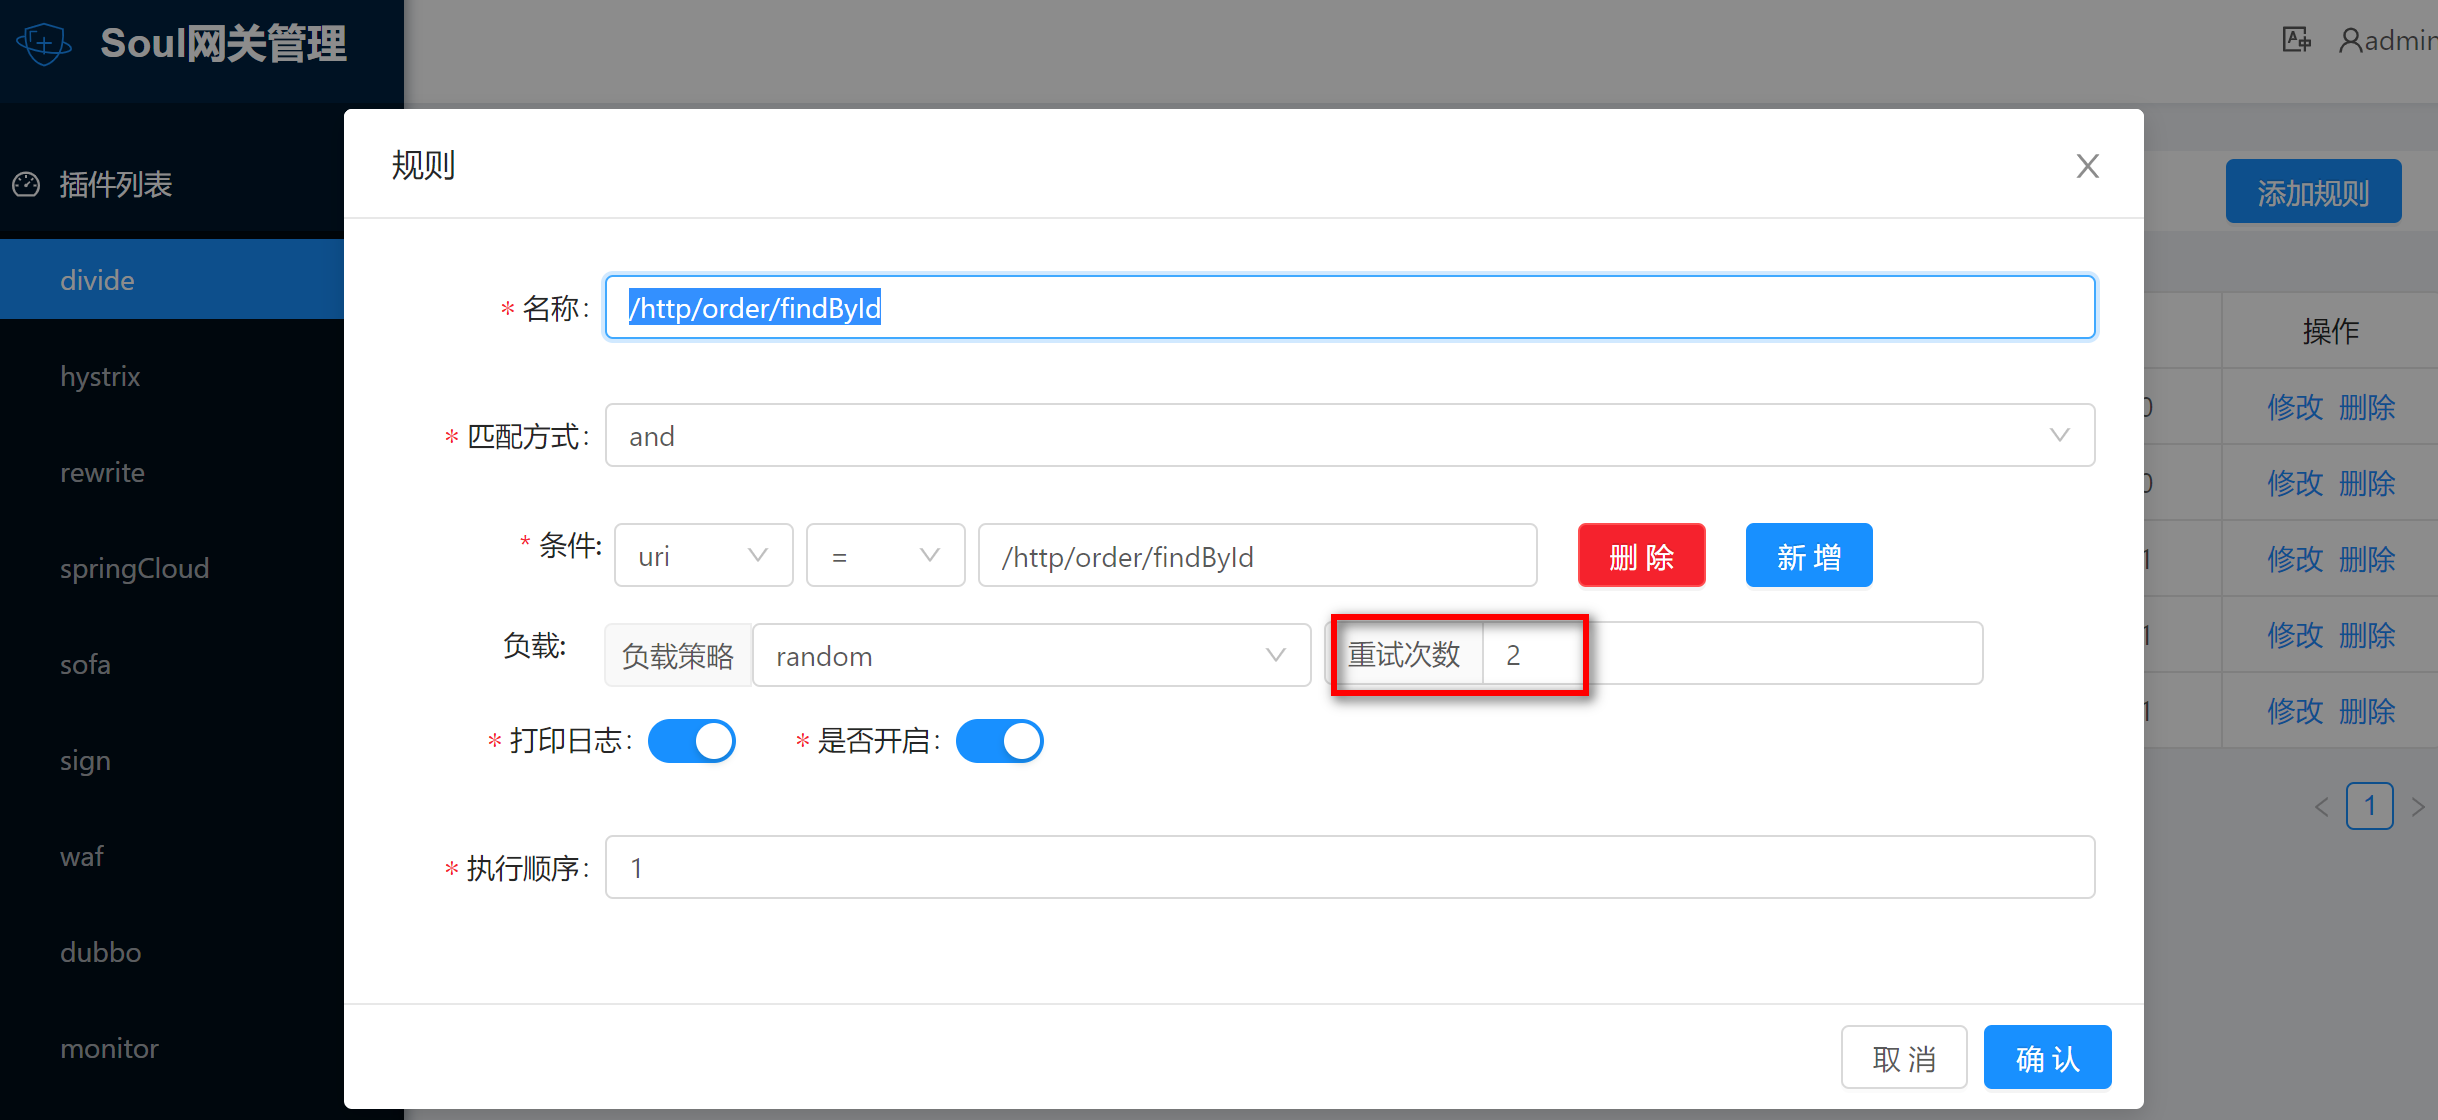 Soul网关管理
admin
插件列表
添加规则
divide
hystrix
rewrite
springCloud
sofa
sign
waf
dubbo
monitor
规则
* 名称: /http/order/findById
* 匹配方式: and
* 条件: uri = /http/order/findById 删 除 新 增
负载: 负载策略 random 重试次数 2
* 打印日志: * 是否开启:
* 执行顺序: 1
取 消 确 认
操作
0 修改 删除
0 修改 删除
1 修改 删除
1 修改 删除
1 修改 删除
1